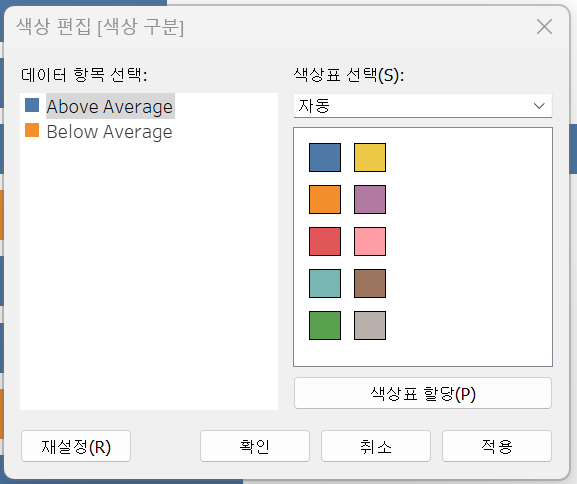 색상 편집 [색상 구분]
데이터 항목 선택:
Above Average
Below Average
색상표 선택(S):
자동
색상표 할당(P)
재설정(R)
확인
취소
적용